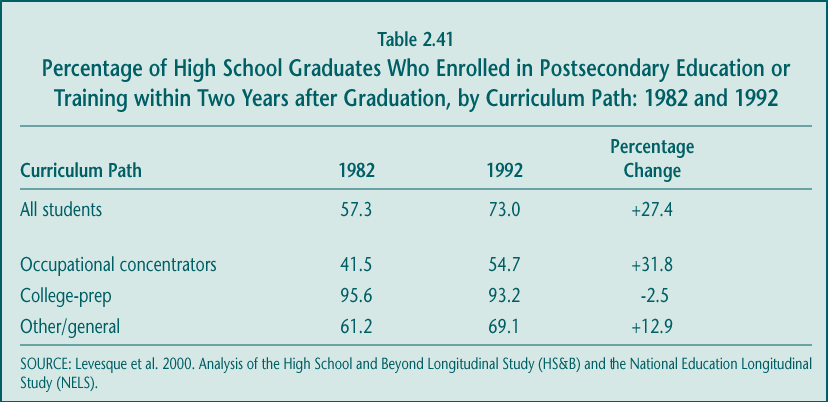 Table 2.41
Percentage of High School Graduates Who Enrolled in Postsecondary Education or
Training within Two Years after Graduation, by Curriculum Path: 1982 and 1992
Percentage
Curriculum Path 1982 1992 Change
All students 57.3 73.0 +27.4
Occupational concentrators 41.5 54.7 +31.8
College-prep 95.6 93.2 -2.5
Other/general 61.2 69.1 +12.9
SOURCE: Levesque et al. 2000. Analysis of the High School and Beyond Longitudinal Study (HS&B) and the National Education Longitudinal
Study (NELS).